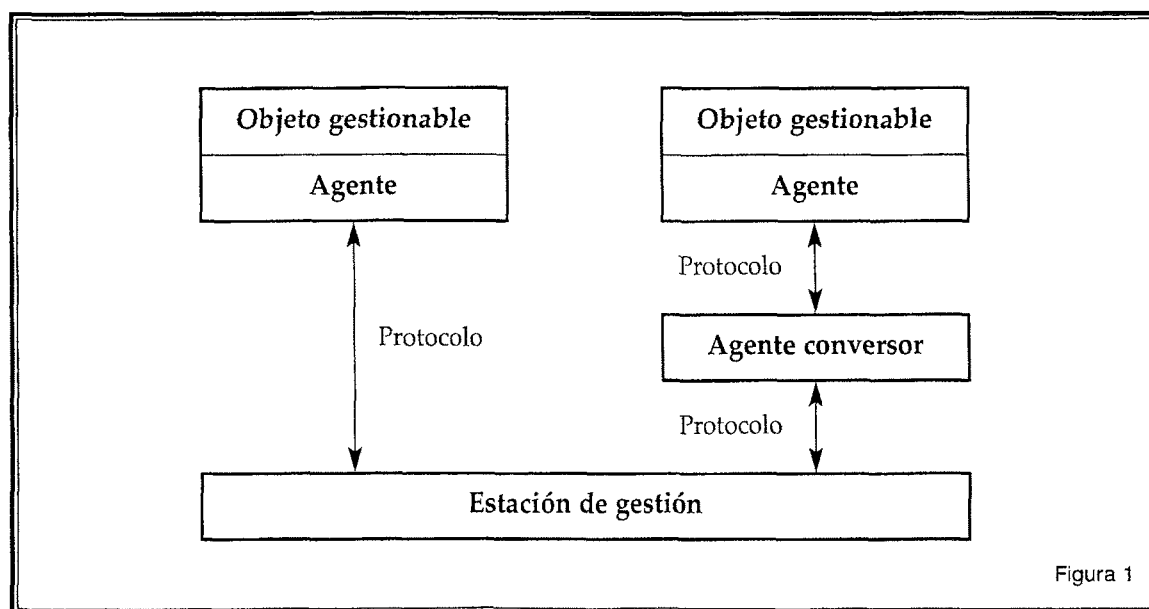 Objeto gestionable
Objeto gestionable
Agente
Agente
Protocolo
Protocolo
Agente conversor
Protocolo
Estación de gestión
Figura 1